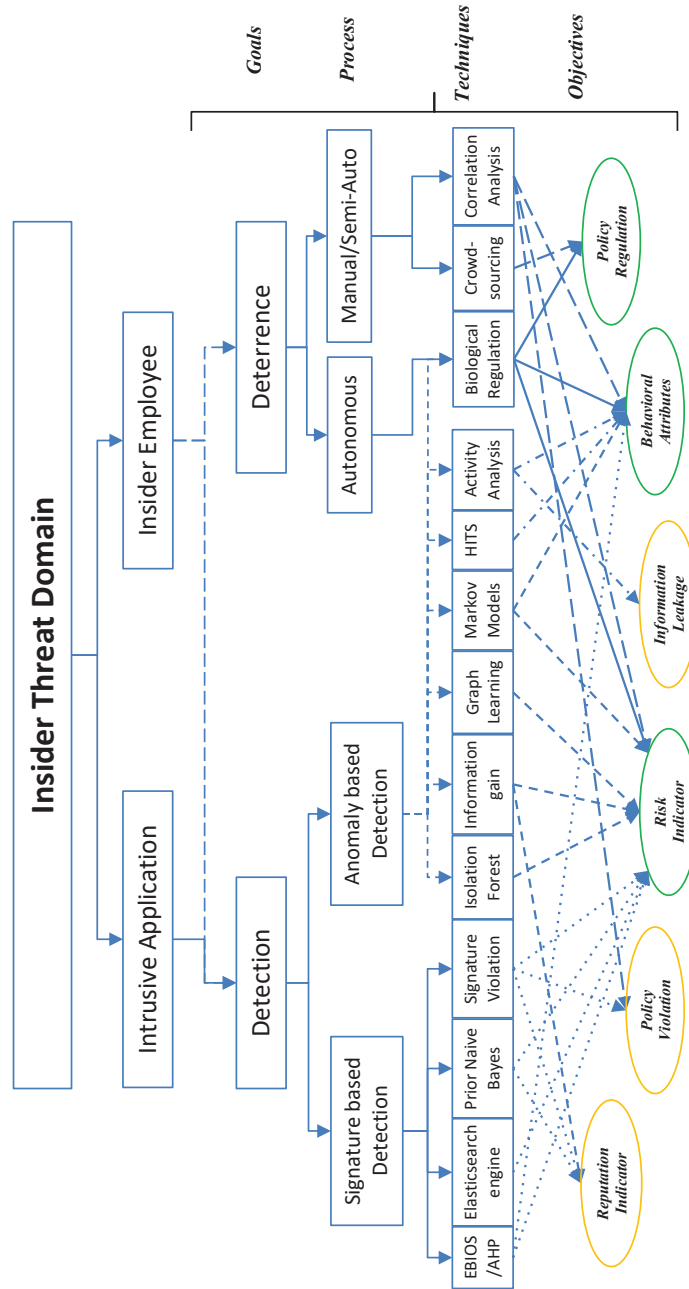 Insider Threat Domain
Intrusive Application
Insider Employee
Goals
Detection
Deterrence
Process
Signature based
Detection
Anomaly based
Detection
Autonomous
Manual/Semi-Auto
Techniques
EBIOS
/AHP
Elasticsearch
engine
Prior Naive
Bayes
Signature
Violation
Isolation
Forest
Information
gain
Graph
Learning
Markov
Models
HITS
Activity
Analysis
Biological
Regulation
Crowd-
sourcing
Correlation
Analysis
Objectives
Reputation
Indicator
Policy
Violation
Risk
Indicator
Information
Leakage
Behavioral
Attributes
Policy
Regulation